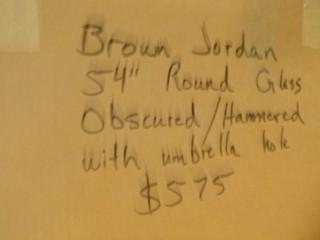 Brown Jordan
54" Round Glass
Obscured/Hammered
with umbrella hole
$575